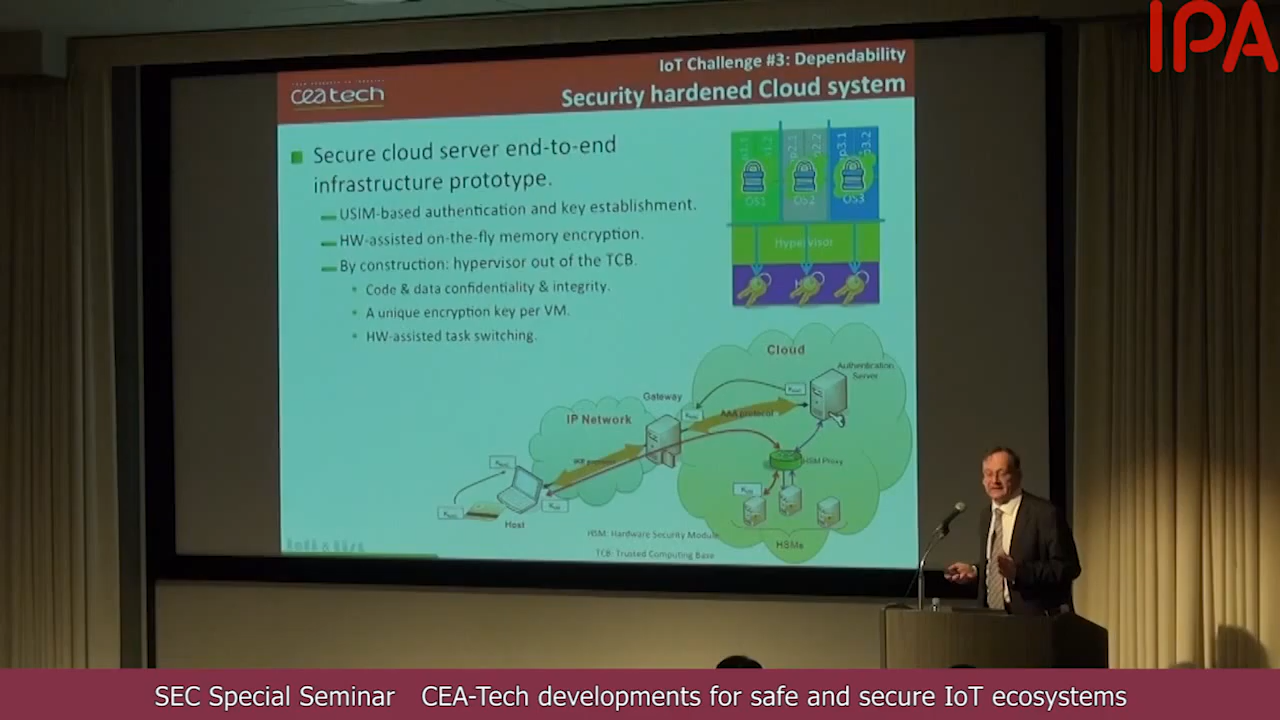 IPA
IoT Challenge #3: Dependability
ceatech
Security hardened Cloud system
Secure cloud server end-to-end
infrastructure prototype.
USIM-based authentication and key establishment.
HW-assisted on-the-fly memory encryption.
By construction: hypervisor out of the TCB.
Code & data confidentiality & integrity.
A unique encryption key per VM.
HW-assisted task switching.
OS1 OS2 OS3
Hypervisor
Cloud
Authentication
Server
Gateway
AAA protocol
IP Network
HSM Proxy
Host
HSMs
HSM: Hardware Security Module
TCB: Trusted Computing Base
leti & list
SEC Special Seminar CEA-Tech developments for safe and secure IoT ecosystems